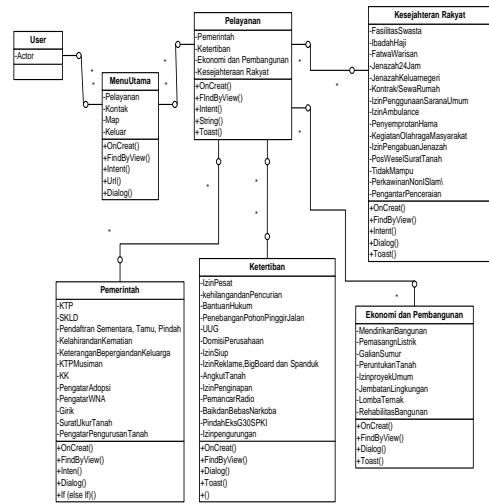 User
-Actor
MenuUtama
-Pelayanan
-Kontak
-Map
-Keluar
+OnCreat()
+FindByView()
+Intent()
+Url()
+Dialog()
Pelayanan
-Pemerintah
-Ketertiban
-Ekonomi dan Pembangunan
-Kesejahteraan Rakyat
+OnCreat()
+FIndByView()
+Intent()
+String()
+Toast()
Kesejahteran Rakyat
-FasilitasSwasta
-IbadahHaji
-FatwaWarisan
-Jenazah24Jam
-JenazahKeluarnegeri
-Kontrak/SewaRumah
-IzinPenggunaanSaranaUmum
-IzinAmbulance
-PenyemprotanHama
-KegiatanOlahragaMasyarakat
-IzinPengabuanJenazah
-PosWeselSuratTanah
-TidakMampu
-PerkawinanNonISlam\
-PengantarPenceraian
+OnCreat()
+FindByView()
+Intent()
+Dialog()
+Toast()
Pemerintah
-KTP
-SKLD
-Pendaftran Sementara, Tamu, Pindah
-KelahirandanKematian
-KeteranganBepergiandanKeluarga
-KTPMusiman
-KK
-PengatarAdopsi
-PengatarWNA
-Girik
-SuratUkurTanah
-PengatarPengurusanTanah
+OnCreat()
+FindByView()
+Inten()
+Dialog()
+If (else If)()
Ketertiban
-IzinPesat
-kehilangandanPencurian
-BantuanHukum
-PenebanganPohonPinggirJalan
-UUG
-DomisiPerusahaan
-IzinSiup
-IzinReklame,BigBoard dan Spanduk
-AngkutTanah
-IzinPenginapan
-PemancarRadio
-BaikdanBebasNarkoba
-PindahEksG30SPKI
-Izinpengurungan
+OnCreat()
+FindByView()
+Dialog()
+Toast()
+()
Ekonomi dan Pembangunan
-MendirikanBangunan
-PemasangnListrik
-GalianSumur
-PeruntukanTanah
-IzinproyekUmum
-JembatanLingkungan
-LombaTernak
-RehabilitasBangunan
+OnCreat()
+FindByView()
+Dialog()
+Toast()